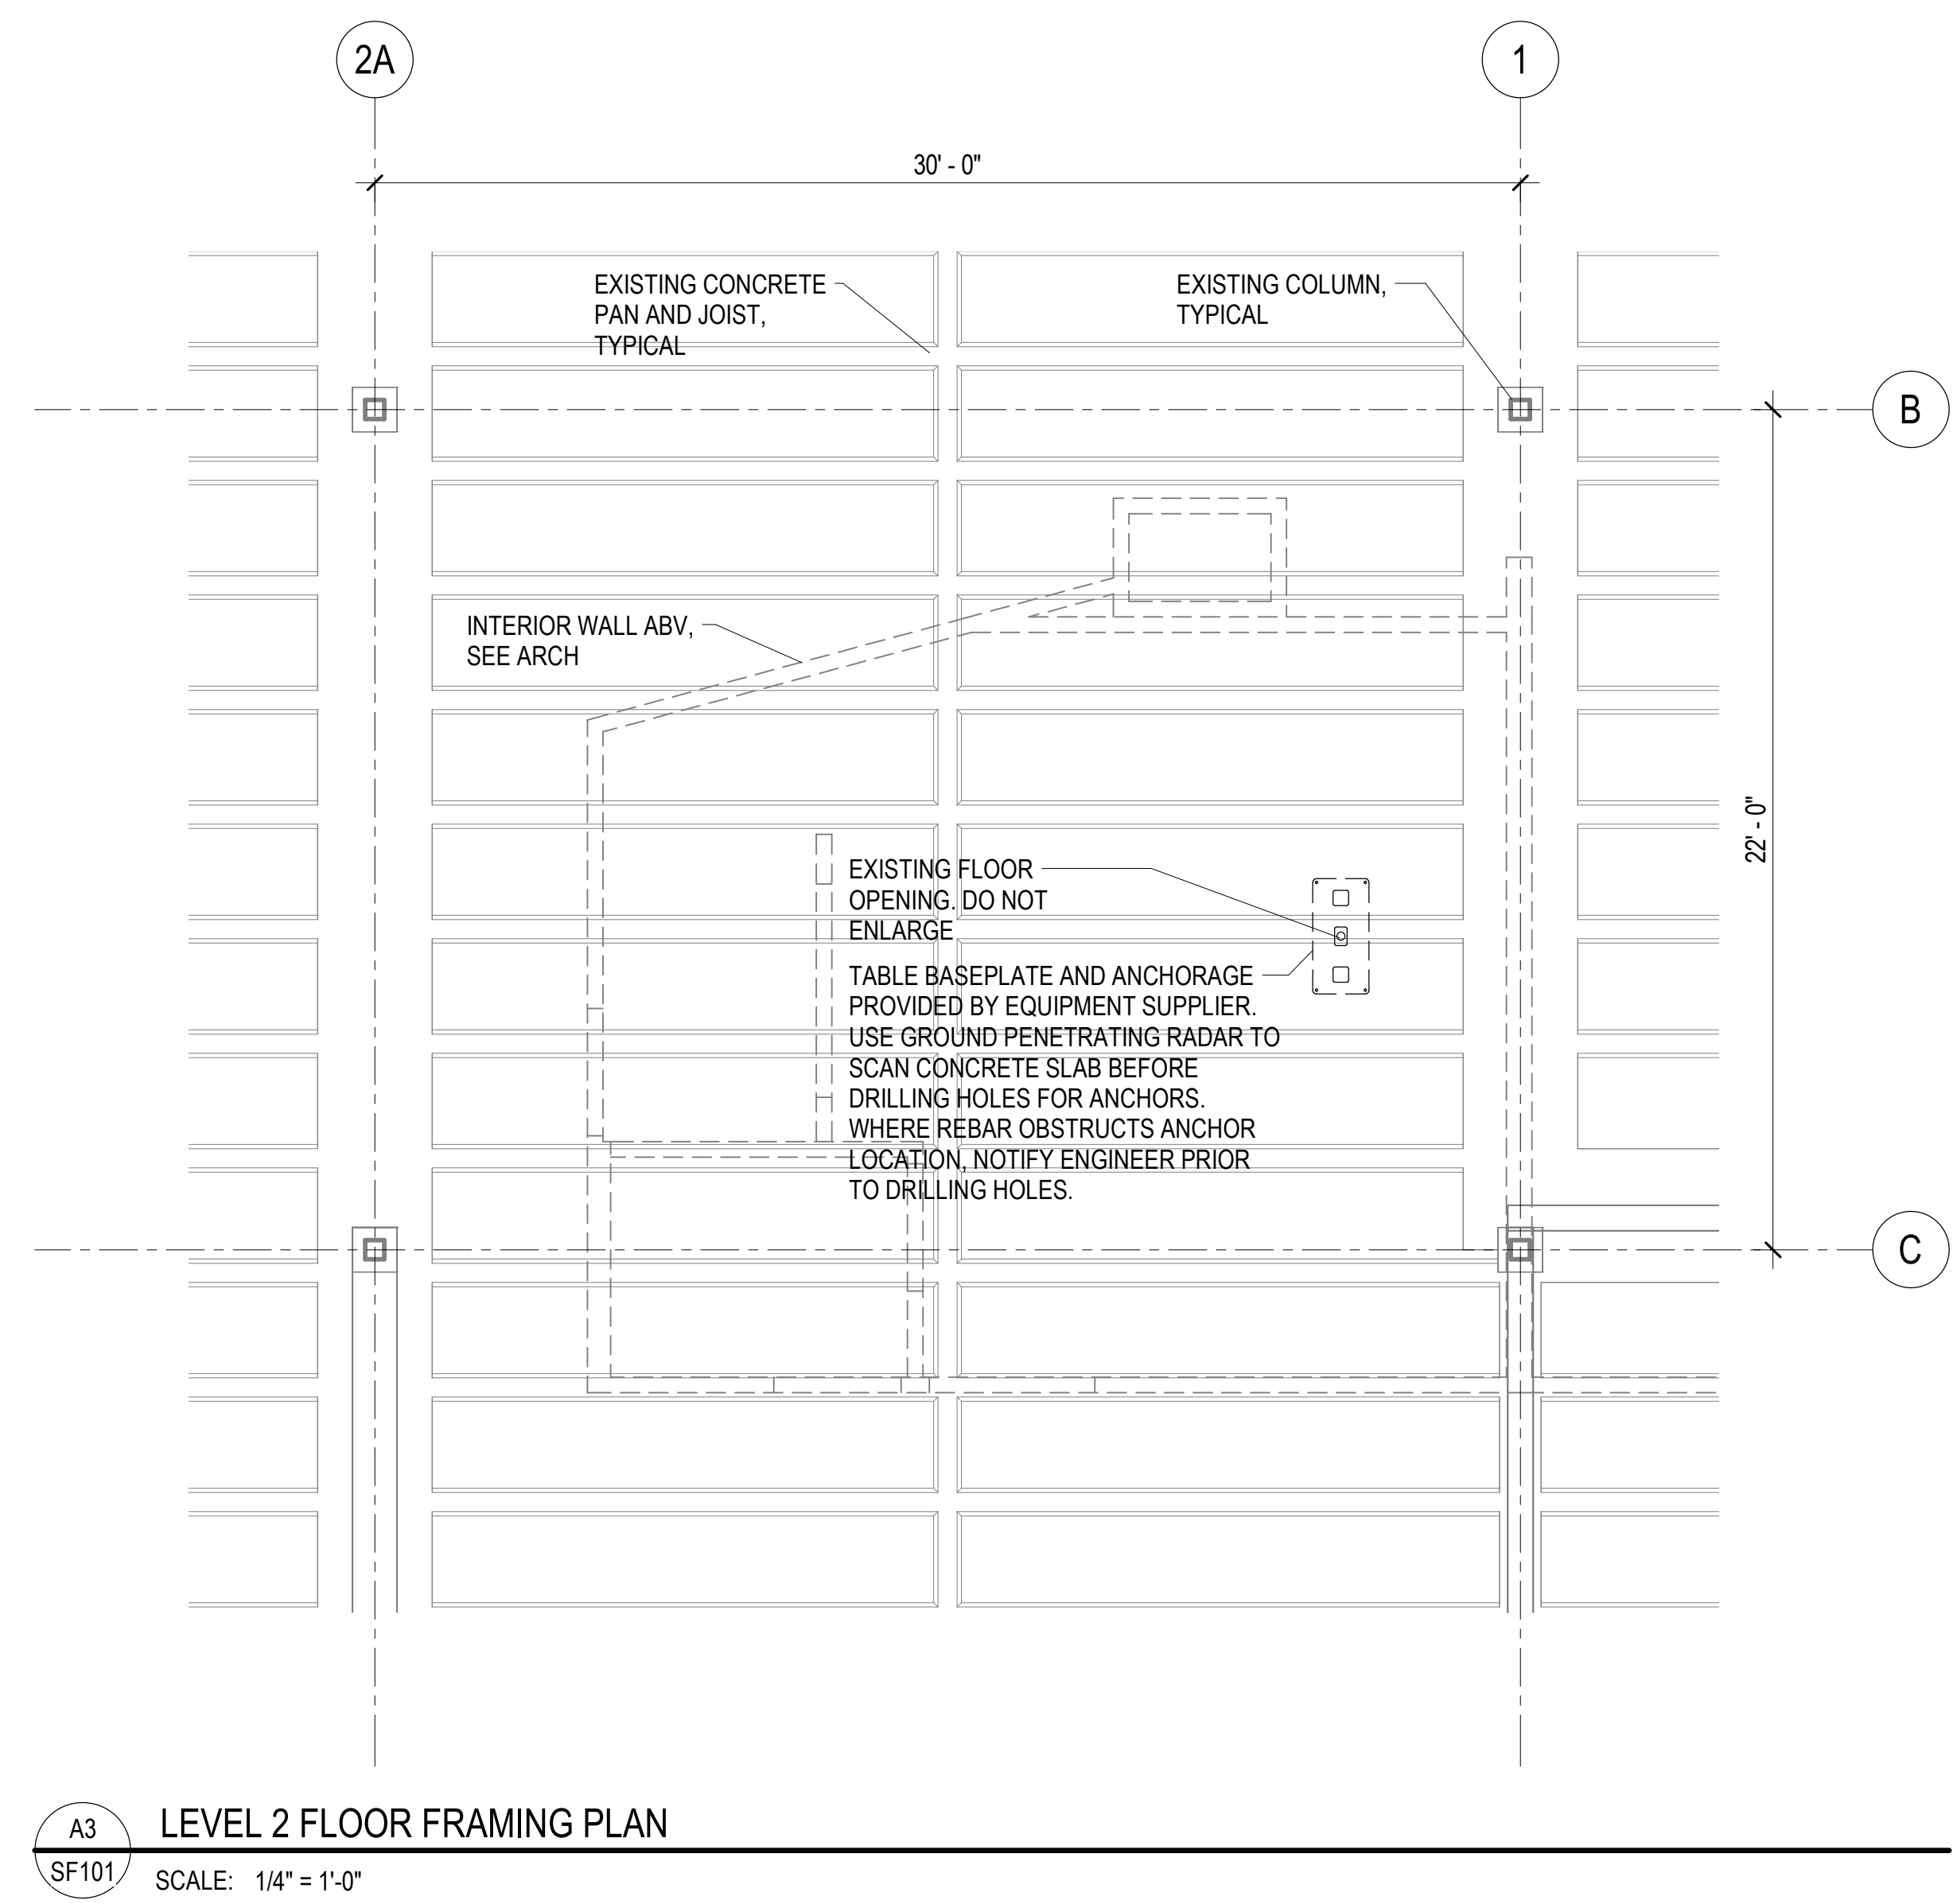 2A
1
30' - 0"
EXISTING CONCRETE
PAN AND JOIST,
TYPICAL
EXISTING COLUMN,
TYPICAL
B
INTERIOR WALL ABV,
SEE ARCH
22' - 0"
EXISTING FLOOR
OPENING. DO NOT
ENLARGE
TABLE BASEPLATE AND ANCHORAGE
PROVIDED BY EQUIPMENT SUPPLIER.
USE GROUND PENETRATING RADAR TO
SCAN CONCRETE SLAB BEFORE
DRILLING HOLES FOR ANCHORS.
WHERE REBAR OBSTRUCTS ANCHOR
LOCATION, NOTIFY ENGINEER PRIOR
TO DRILLING HOLES.
C
A3
LEVEL 2 FLOOR FRAMING PLAN
SF101
SCALE: 1/4" = 1'-0"